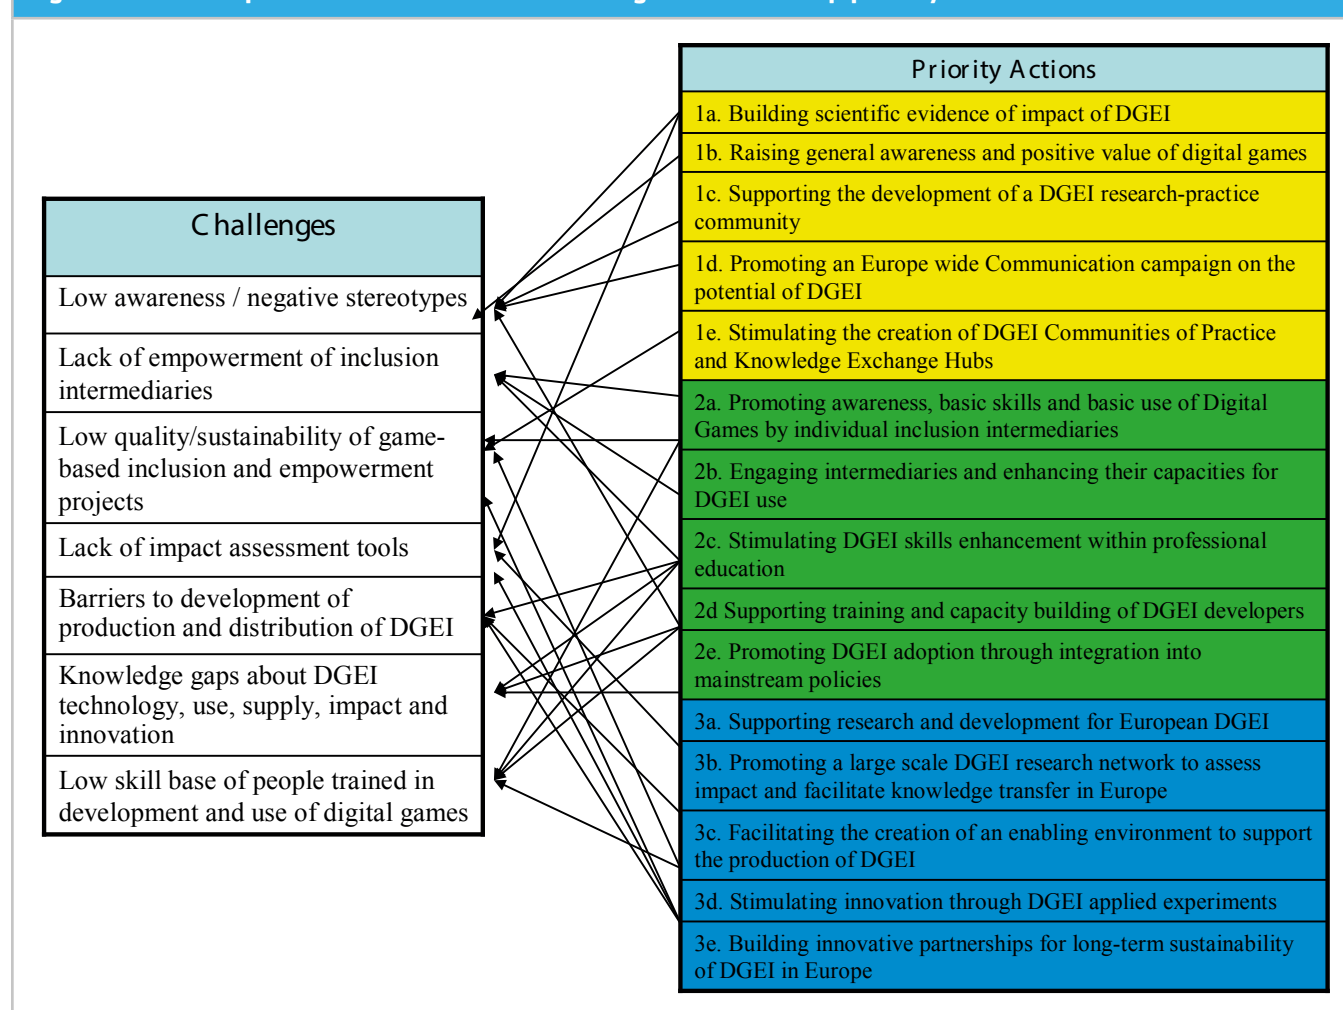 Challenges
Low awareness / negative stereotypes
Lack of empowerment of inclusion
intermediaries
Low quality/sustainability of game-
based inclusion and empowerment
projects
Lack of impact assessment tools
Barriers to development of
production and distribution of DGEI
Knowledge gaps about DGEI
technology, use, supply, impact and
innovation
Low skill base of people trained in
development and use of digital games
Priority Actions
1a. Building scientific evidence of impact of DGEI
1b. Raising general awareness and positive value of digital games
1c. Supporting the development of a DGEI research-practice
community
1d. Promoting an Europe wide Communication campaign on the
potential of DGEI
1e. Stimulating the creation of DGEI Communities of Practice
and Knowledge Exchange Hubs
2a. Promoting awareness, basic skills and basic use of Digital
Games by individual inclusion intermediaries
2b. Engaging intermediaries and enhancing their capacities for
DGEI use
2c. Stimulating DGEI skills enhancement within professional
education
2d Supporting training and capacity building of DGEI developers
2e. Promoting DGEI adoption through integration into
mainstream policies
3a. Supporting research and development for European DGEI
3b. Promoting a large scale DGEI research network to assess
impact and facilitate knowledge transfer in Europe
3c. Facilitating the creation of an enabling environment to support
the production of DGEI
3d. Stimulating innovation through DGEI applied experiments
3e. Building innovative partnerships for long-term sustainability
of DGEI in Europe